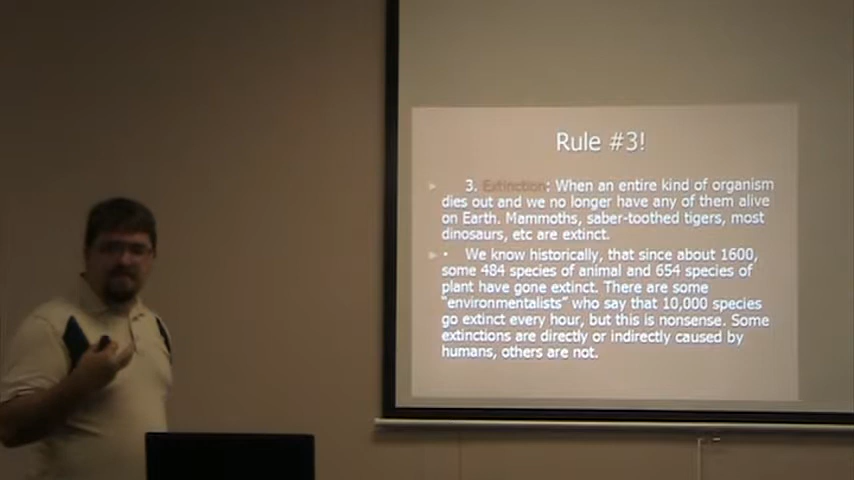 Rule #3!
3. Extinction: When an entire kind of organism
dies out and we no longer have any of them alive
on Earth. Mammoths, saber-toothed tigers, most
dinosaurs, etc are extinct.
• We know historically, that since about 1600,
some 484 species of animal and 654 species of
plant have gone extinct. There are some
"environmentalists" who say that 10,000 species
go extinct every hour, but this is nonsense. Some
extinctions are directly or indirectly caused by
humans, others are not.